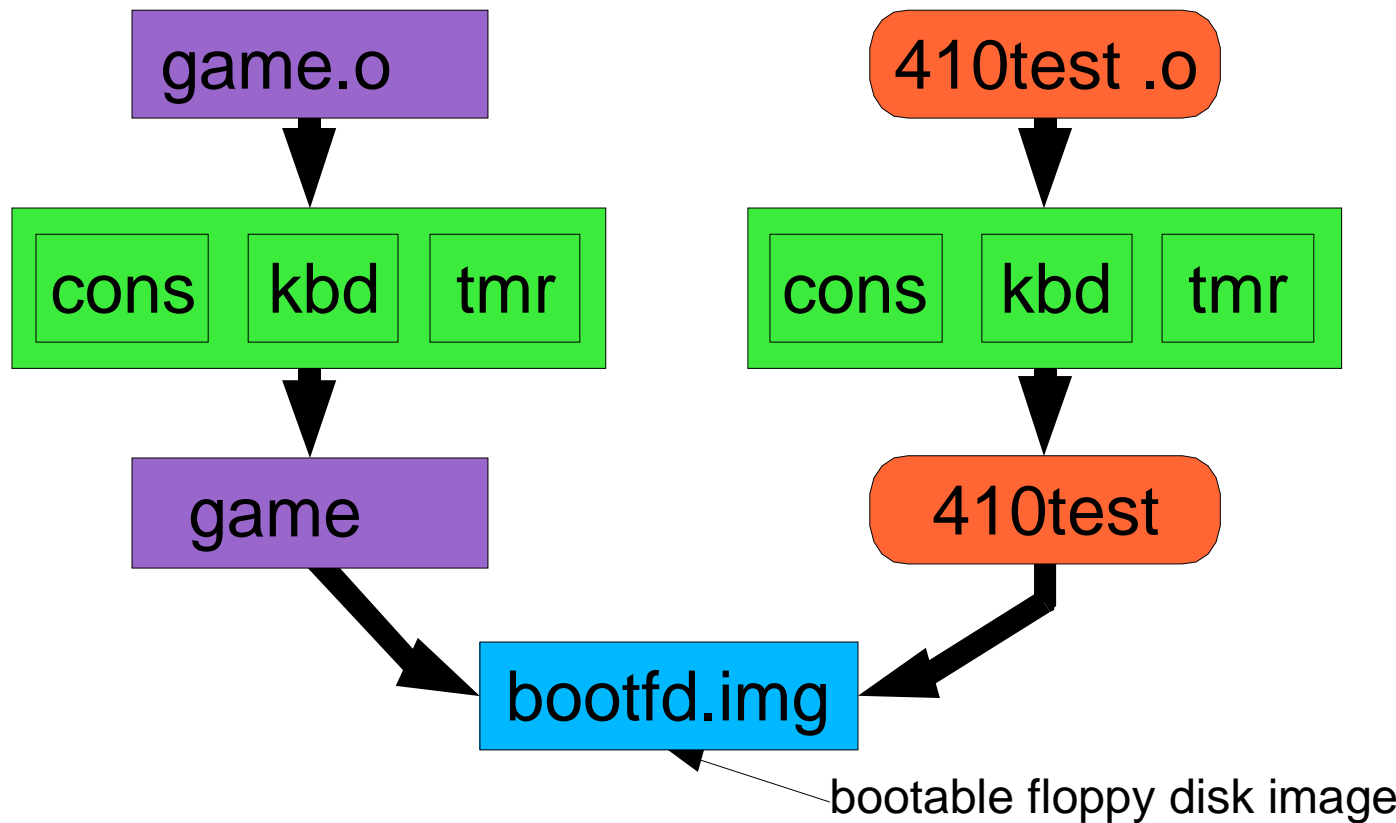 game.o
410test .o
cons kbd tmr
cons kbd tmr
game
410test
bootfd.img
bootable floppy disk image